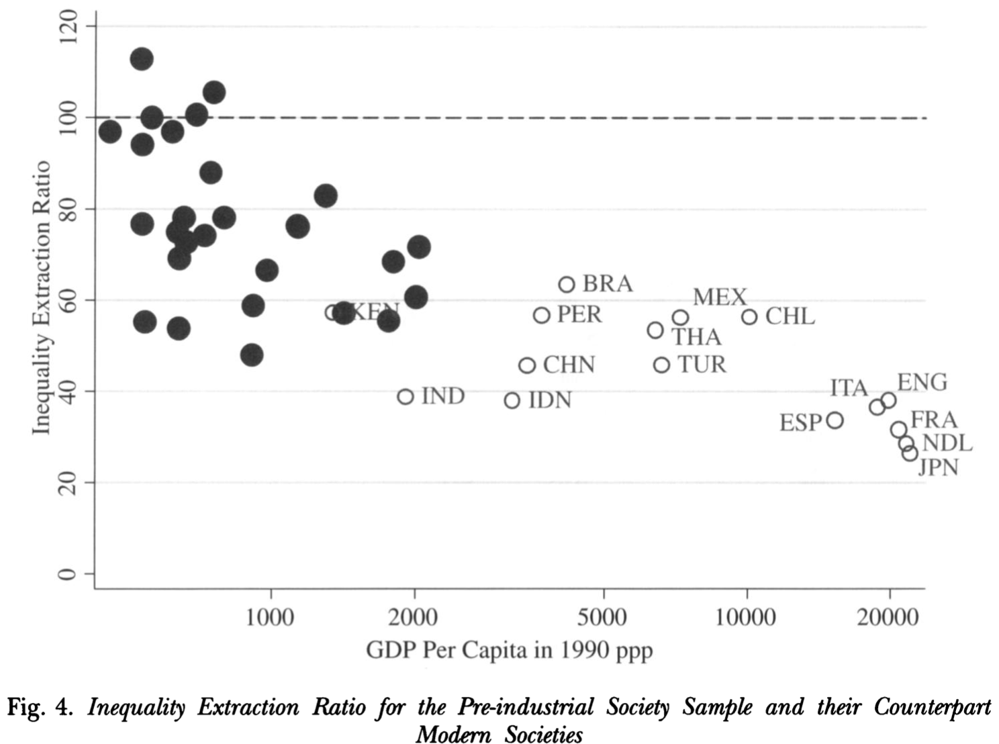 120
100
80
60
40
20
0
Inequality Extraction Ratio
BRA
MEX
KEN
PER
CHL
THA
CHN
TUR
IND
IDN
ITA
ENG
ESP
FRA
NDL
JPN
1000 2000 5000 10000 20000
GDP Per Capita in 1990 ppp
Fig. 4. Inequality Extraction Ratio for the Pre-industrial Society Sample and their Counterpart
Modern Societies